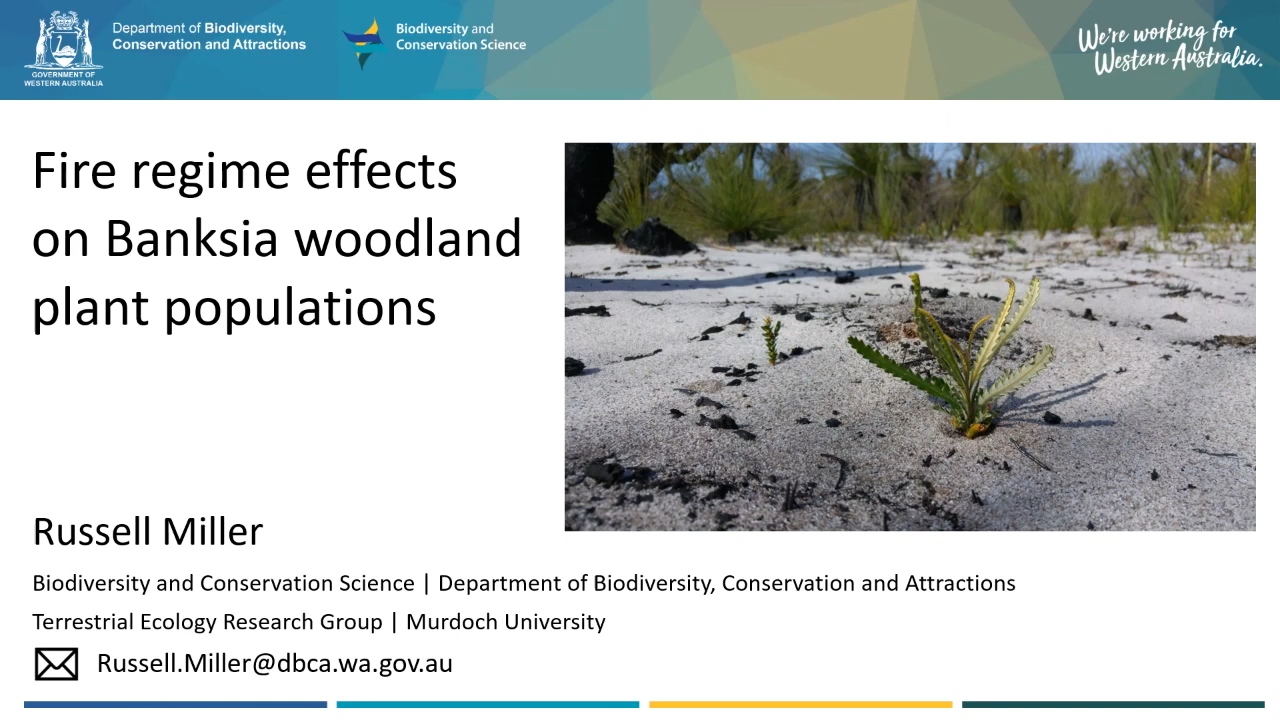 GOVERNMENT OF
WESTERN AUSTRALIA
Department of Biodiversity,
Conservation and Attractions
Biodiversity and
Conservation Science
We're working for
Western Australia.
Fire regime effects
on Banksia woodland
plant populations
Russell Miller
Biodiversity and Conservation Science | Department of Biodiversity, Conservation and Attractions
Terrestrial Ecology Research Group | Murdoch University
Russell.Miller@dbca.wa.gov.au